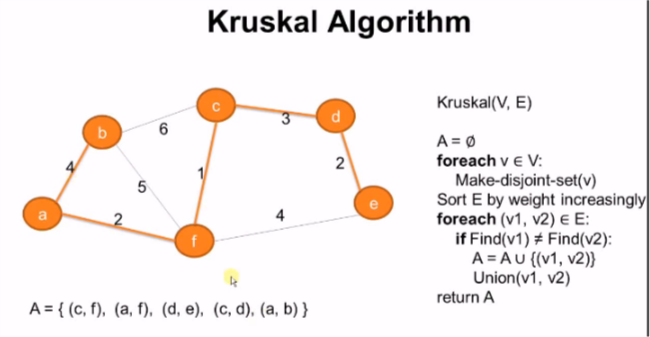 Kruskal Algorithm
c
d
b
e
a
f
6
3
4
1
2
5
2
4
A = { (c, f), (a, f), (d, e), (c, d), (a, b) }
Kruskal(V, E)
A = ø
foreach v ∈ V:
Make-disjoint-set(v)
Sort E by weight increasingly
foreach (v1, v2) ∈ E:
if Find(v1) ≠ Find(v2):
A = A ∪ {(v1, v2)}
Union(v1, v2)
return A